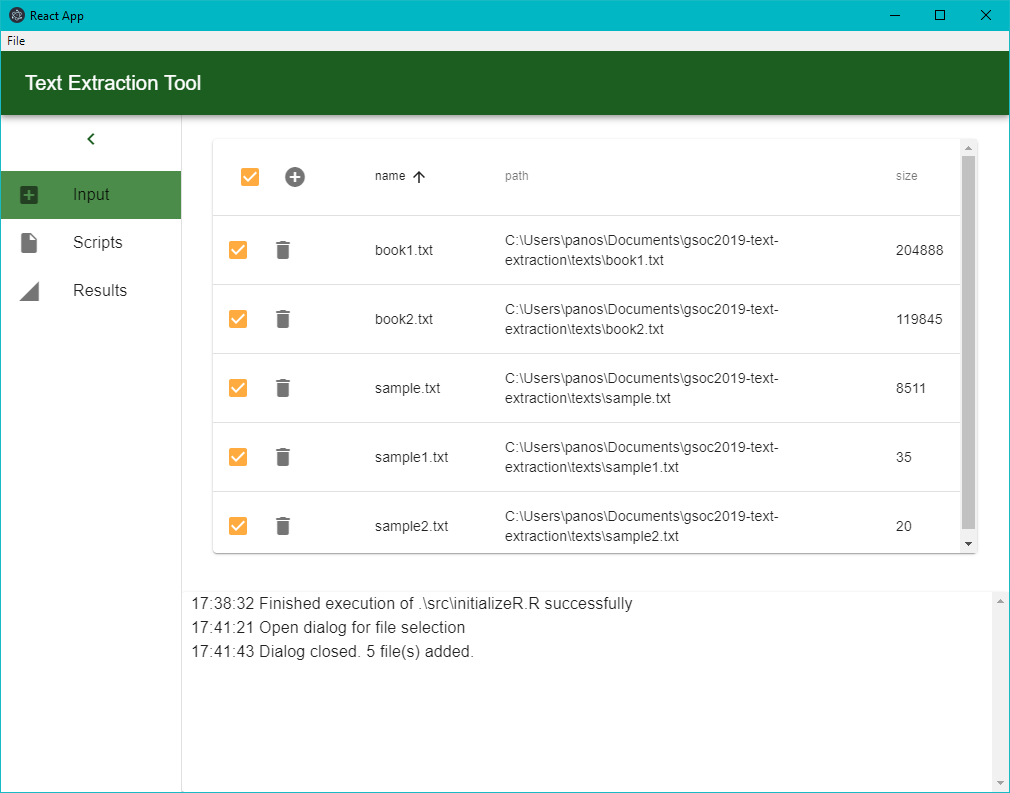 React App
File
Text Extraction Tool
Input
Scripts
Results
name path size
book1.txt C:\Users\panos\Documents\gsoc2019-text-
extraction\texts\book1.txt 204888
book2.txt C:\Users\panos\Documents\gsoc2019-text-
extraction\texts\book2.txt 119845
sample.txt C:\Users\panos\Documents\gsoc2019-text-
extraction\texts\sample.txt 8511
sample1.txt C:\Users\panos\Documents\gsoc2019-text-
extraction\texts\sample1.txt 35
sample2.txt C:\Users\panos\Documents\gsoc2019-text-
extraction\texts\sample2.txt 20
17:38:32 Finished execution of .\src\initializeR.R successfully
17:41:21 Open dialog for file selection
17:41:43 Dialog closed. 5 file(s) added.